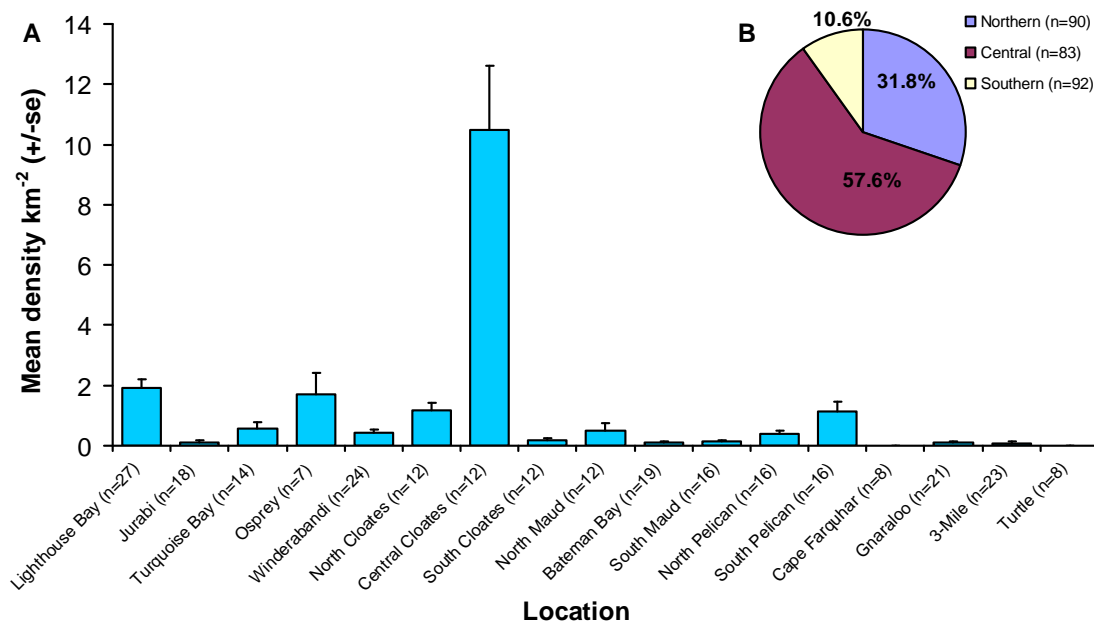 A
B
Mean density km⁻² (+/-se)
14
12
10
8
6
4
2
0
10.6%
31.8%
57.6%
Northern (n=90)
Central (n=83)
Southern (n=92)
Lighthouse Bay (n=27)
Jurabi (n=18)
Turquoise Bay (n=14)
Osprey (n=7)
Winderabandi (n=24)
North Cloates (n=12)
Central Cloates (n=12)
South Cloates (n=12)
North Maud (n=12)
Bateman Bay (n=19)
South Maud (n=16)
North Pelican (n=16)
South Pelican (n=16)
Cape Farquhar (n=8)
Gnaraloo (n=21)
3-Mile (n=23)
Turtle (n=8)
Location